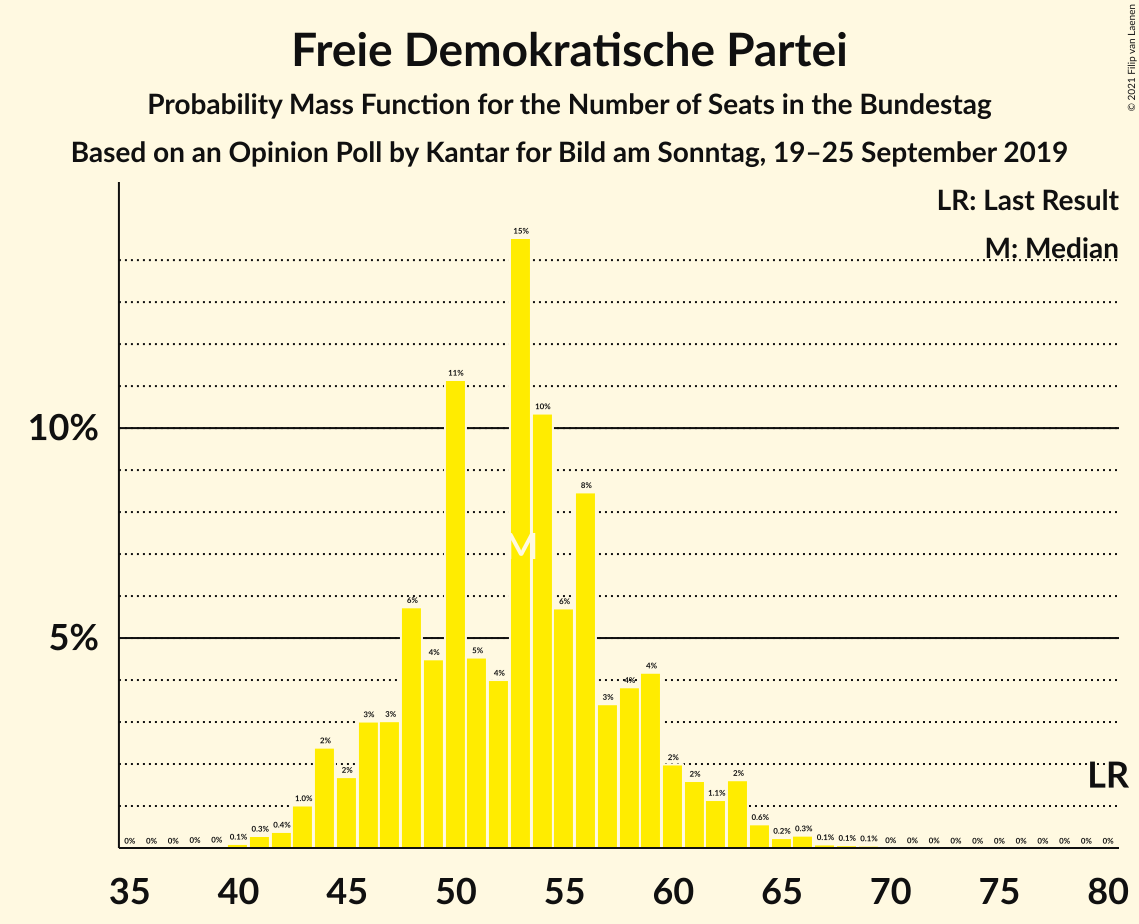 © 2021 Filip van Laenen
Freie Demokratische Partei
Probability Mass Function for the Number of Seats in the Bundestag
Based on an Opinion Poll by Kantar for Bild am Sonntag, 19–25 September 2019
LR: Last Result
M: Median
10%
5%
0% 0% 0% 0% 0% 0.1% 0.3% 0.4% 1.0% 2% 2% 3% 3% 6% 4% 11% 5% 4% 15% 10% 6% 8% 3% 4% 4% 2% 2% 1.1% 2% 0.6% 0.2% 0.3% 0.1% 0.1% 0.1% 0% 0% 0% 0% 0% 0% 0% 0% 0% 0% 0%
M
LR
35 40 45 50 55 60 65 70 75 80